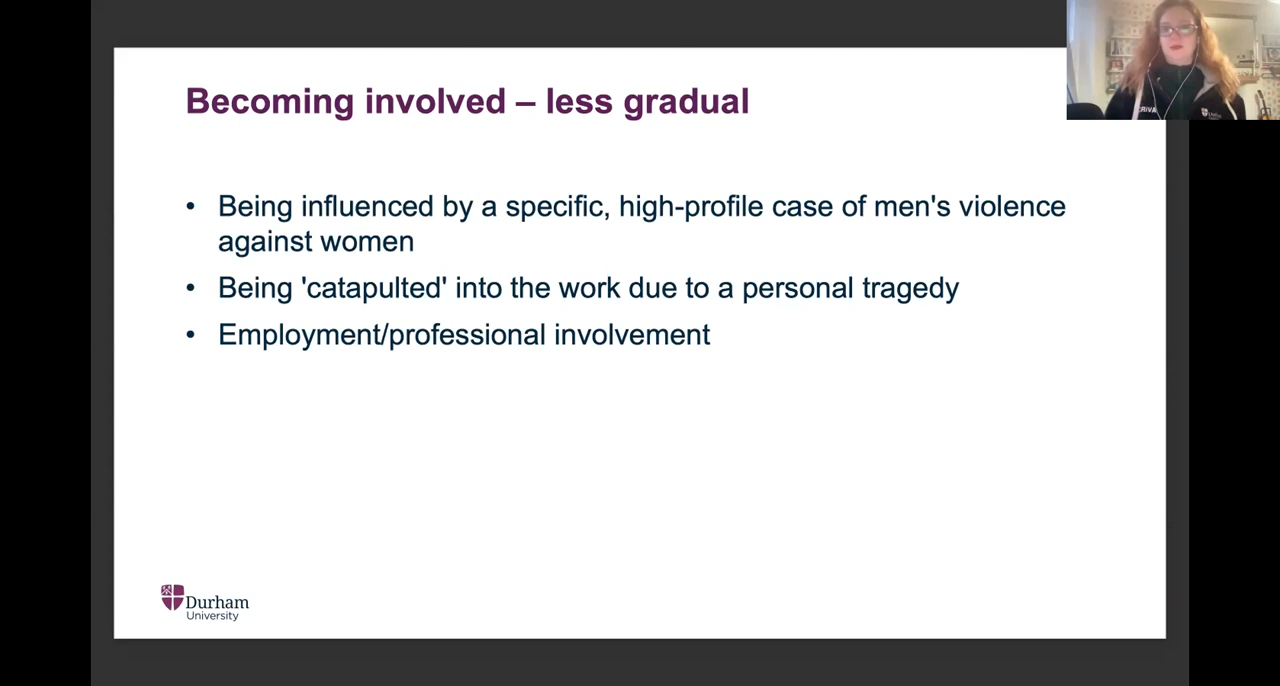 Becoming involved – less gradual
• Being influenced by a specific, high-profile case of men's violence
against women
• Being 'catapulted' into the work due to a personal tragedy
• Employment/professional involvement
Durham
University